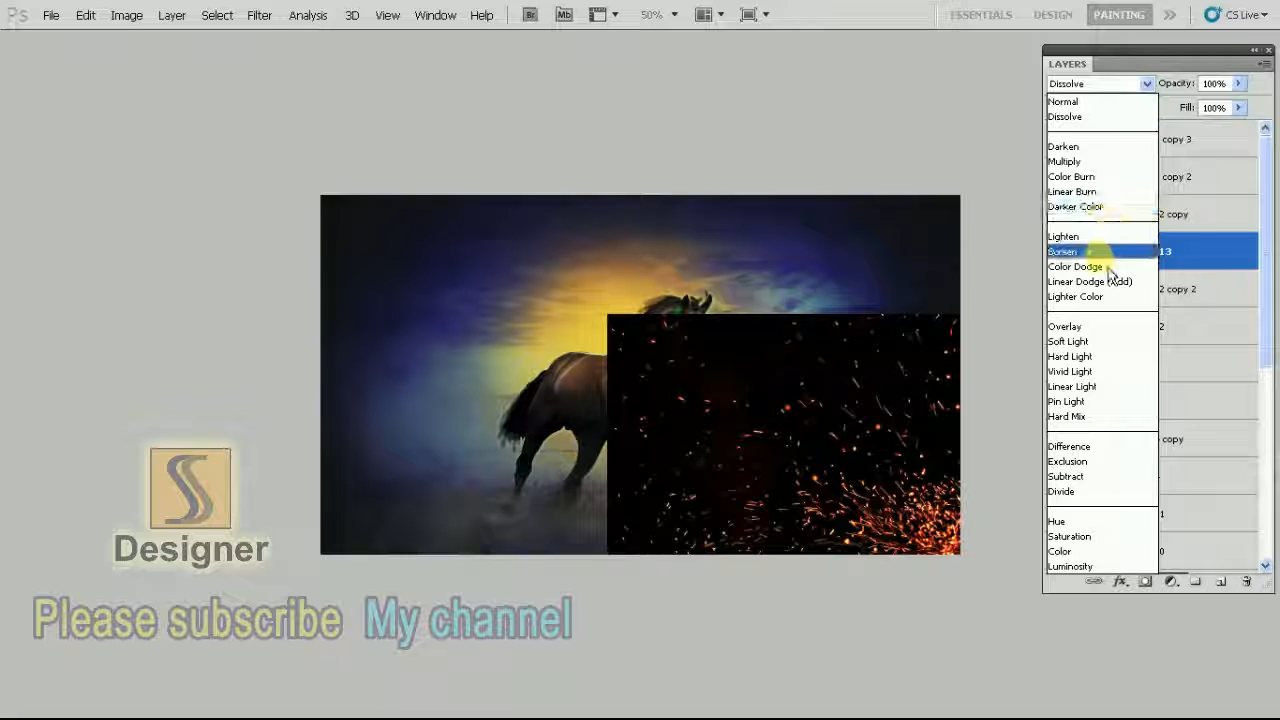 Ps File Edit Image Layer Select Filter Analysis 3D View Window Help Br Mb 50% ESSENTIALS DESIGN PAINTING CS Live
LAYERS
Dissolve Opacity: 100%
Normal Fill: 100%
Dissolve
copy 3
Darken
Multiply
Color Burn copy 2
Linear Burn
Darker Color 2 copy
Lighten
13
Color Dodge
Linear Dodge (Add) 2 copy 2
Lighter Color
Overlay 2
Soft Light
Hard Light
Vivid Light
Linear Light
Pin Light
Hard Mix
copy
Difference
Exclusion
Subtract
Divide
1
Hue
Saturation
Color 0
Luminosity
fx
S
Designer
Please subscribe My channel